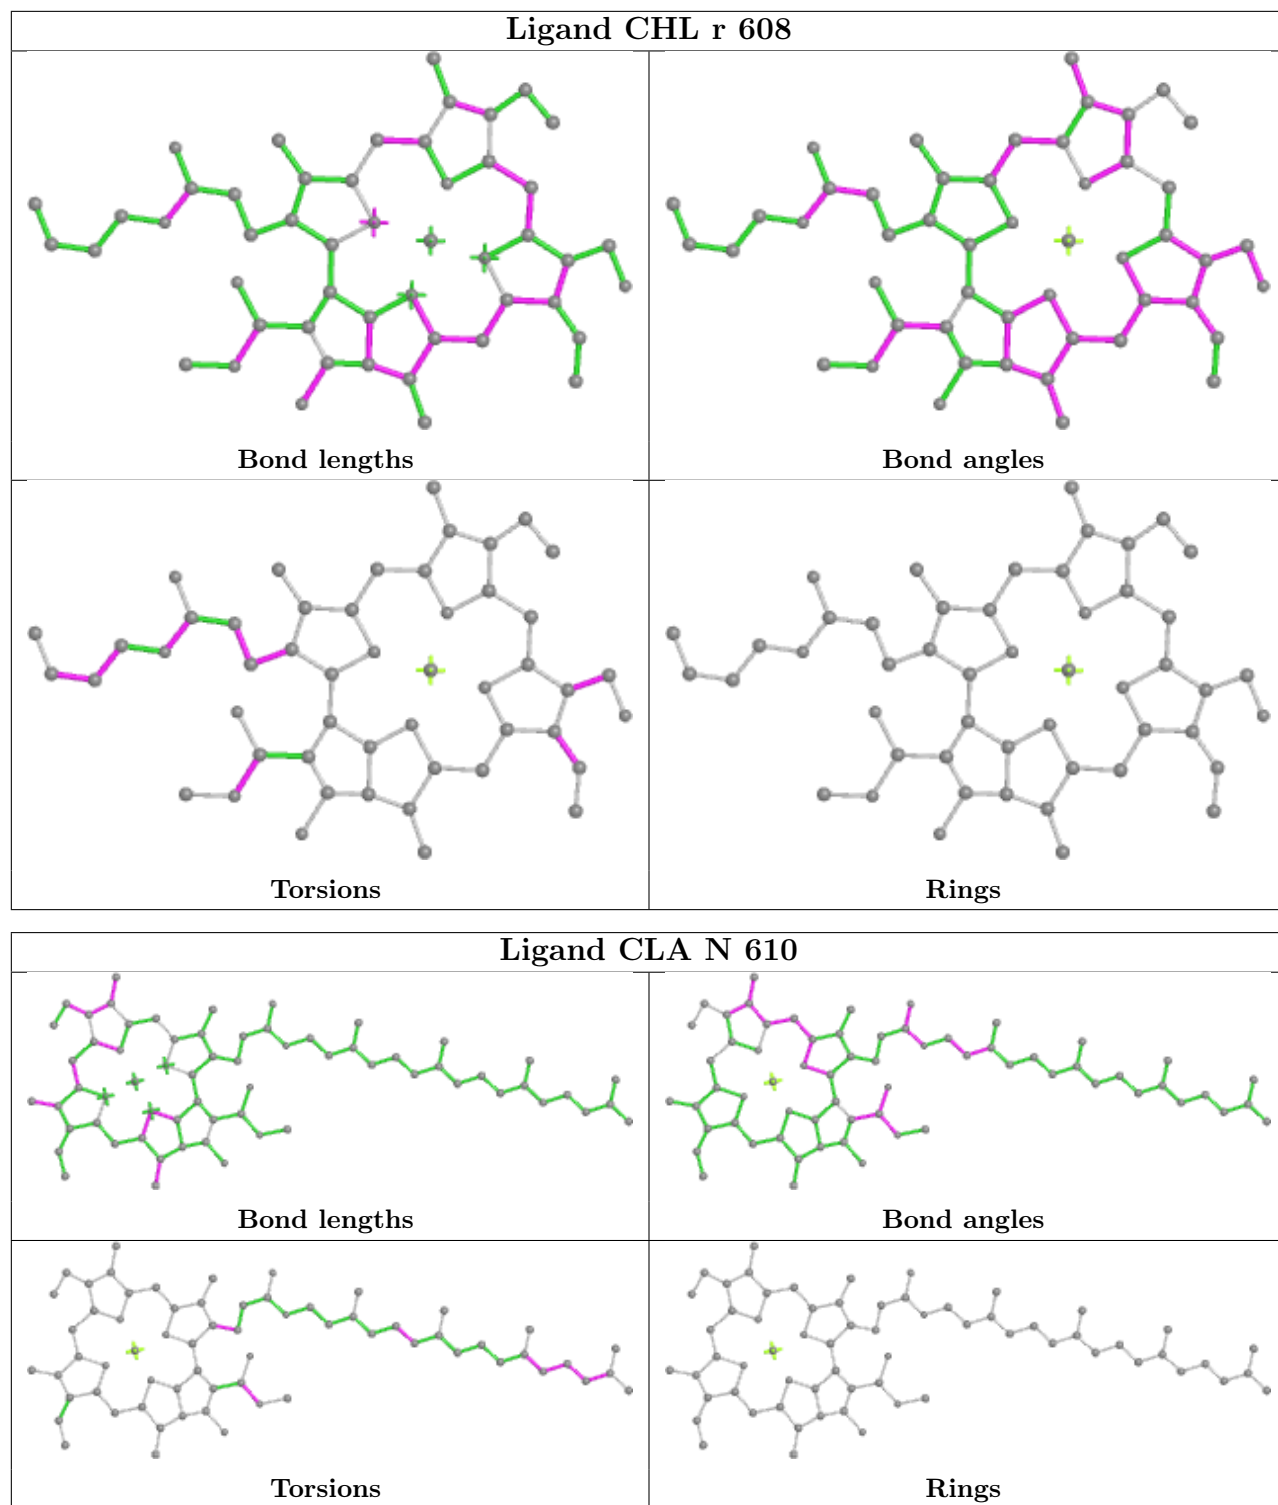 Ligand CHL r 608
Bond lengths
Bond angles
Torsions
Rings
Ligand CLA N 610
Bond lengths
Bond angles
Torsions
Rings